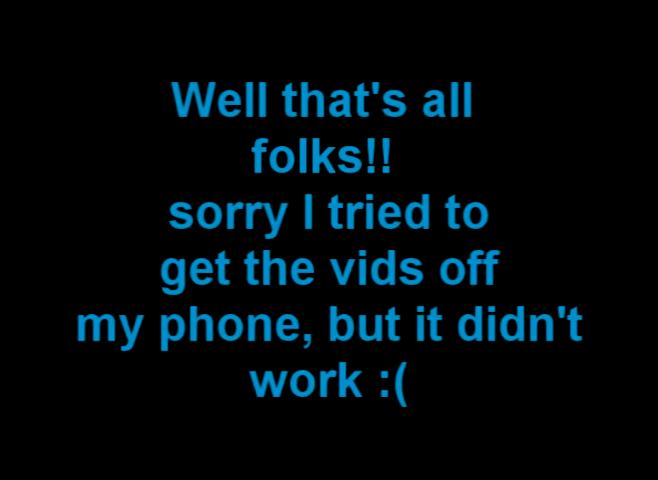 Well that's all
folks!!
sorry I tried to
get the vids off
my phone, but it didn't
work :(